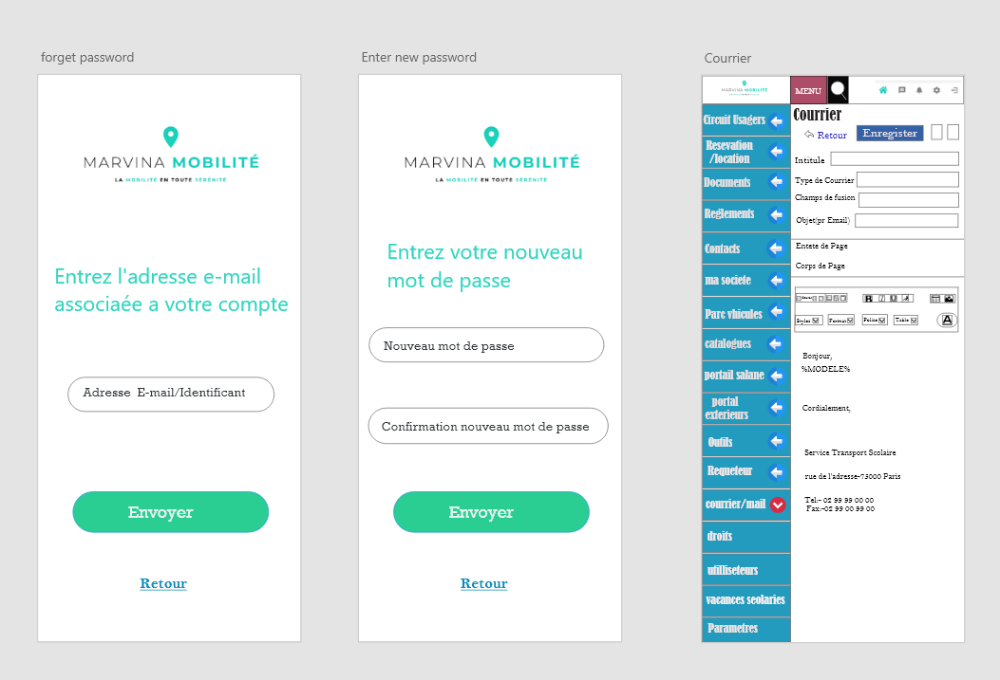 forget password
MARVINA MOBILITÉ
LA MOBILITÉ EN TOUTE SÉRÉNITE
Entrez l'adresse e-mail
associaée a votre compte
Adresse E-mail/Identificant
Envoyer
Retour
Enter new password
MARVINA MOBILITÉ
LA MOBILITÉ EN TOUTE SÉRÉNITE
Entrez votre nouveau
mot de passe
Nouveau mot de passe
Confirmation nouveau mot de passe
Envoyer
Retour
Courrier
MARVINA MOBILITÉ
MENU
Circuit Usagers
Resevation
/location
Documents
Reglements
Contacts
ma societe
Parc vhicules
catalogues
portail salane
portal
exterieurs
Outils
Requeteur
courrier/mail
droits
utilliseteurs
vacances scolaries
Parametres
Courrier
Retour
Enregister
Intitule
Type de Courrier
Champs de fusion
Objet(pr Email)
Entete de Page
Corps de Page
B I U
Styles Format Police Table A
Bonjour,
%MODELE%
Cordialement,
Service Transport Scolaire
rue de l'adresse-75000 Paris
Tel:- 02 99 99 00 00
Fax:-02 99 00 99 00